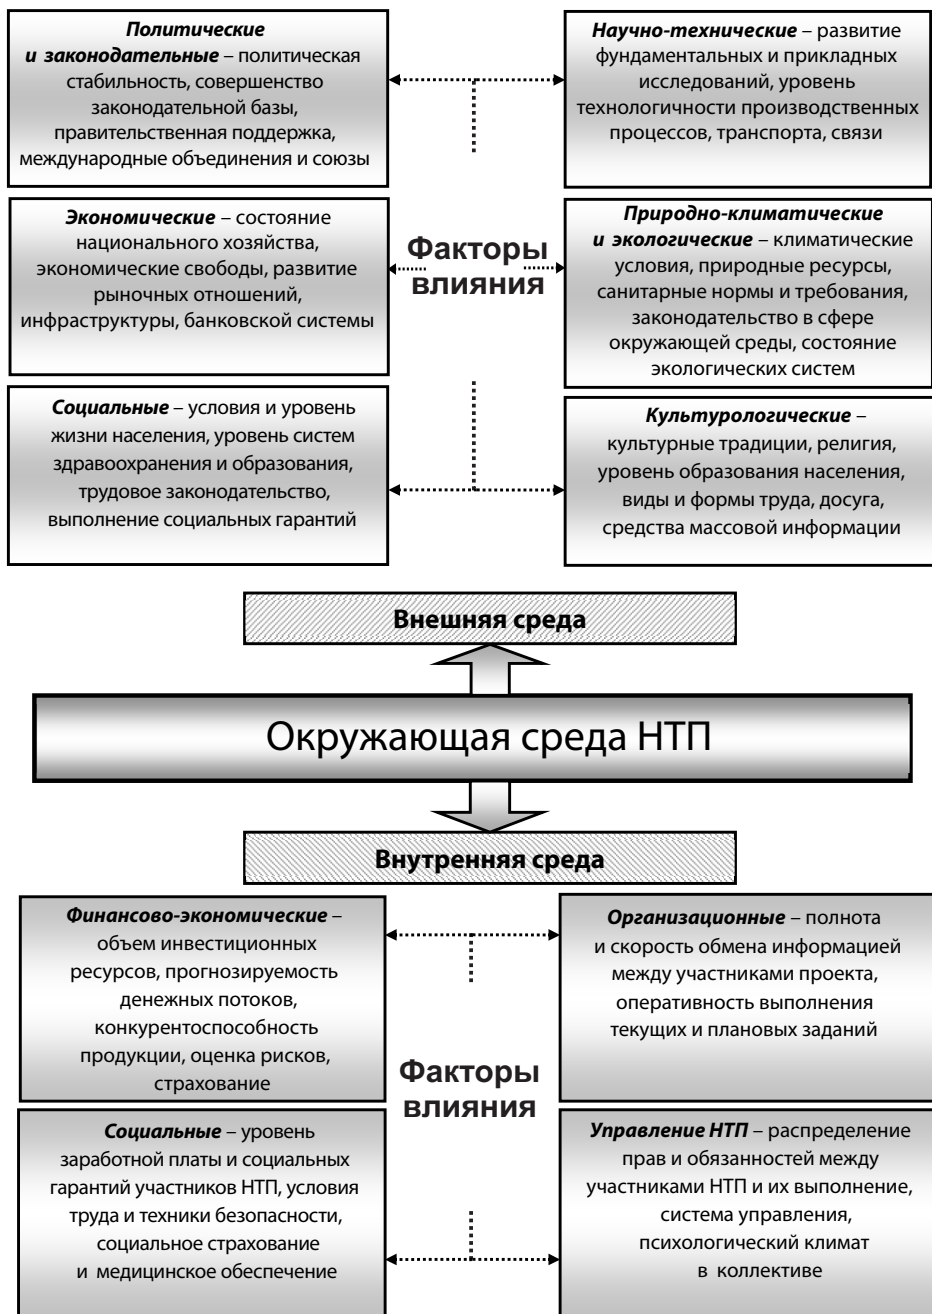 Политические
и законодательные – политическая
стабильность, совершенство
законодательной базы,
правительственная поддержка,
международные объединения и союзы
Научно-технические – развитие
фундаментальных и прикладных
исследований, уровень
технологичности производственных
процессов, транспорта, связи
Экономические – состояние
национального хозяйства,
экономические свободы, развитие
рыночных отношений,
инфраструктуры, банковской системы
Факторы
влияния
Природно-климатические
и экологические – климатические
условия, природные ресурсы,
санитарные нормы и требования,
законодательство в сфере
окружающей среды, состояние
экологических систем
Социальные – условия и уровень
жизни населения, уровень систем
здравоохранения и образования,
трудовое законодательство,
выполнение социальных гарантий
Культурологические –
культурные традиции, религия,
уровень образования населения,
виды и формы труда, досуга,
средства массовой информации
Внешняя среда
Окружающая среда НТП
Внутренняя среда
Финансово-экономические –
объем инвестиционных
ресурсов, прогнозируемость
денежных потоков,
конкурентоспособность
продукции, оценка рисков,
страхование
Организационные – полнота
и скорость обмена информацией
между участниками проекта,
оперативность выполнения
текущих и плановых заданий
Факторы
влияния
Социальные – уровень
заработной платы и социальных
гарантий участников НТП, условия
труда и техники безопасности,
социальное страхование
и медицинское обеспечение
Управление НТП – распределение
прав и обязанностей между
участниками НТП и их выполнение,
система управления,
психологический климат
в коллективе